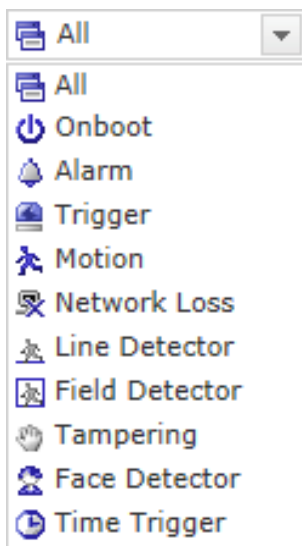 All
All
Onboot
Alarm
Trigger
Motion
Network Loss
Line Detector
Field Detector
Tampering
Face Detector
Time Trigger